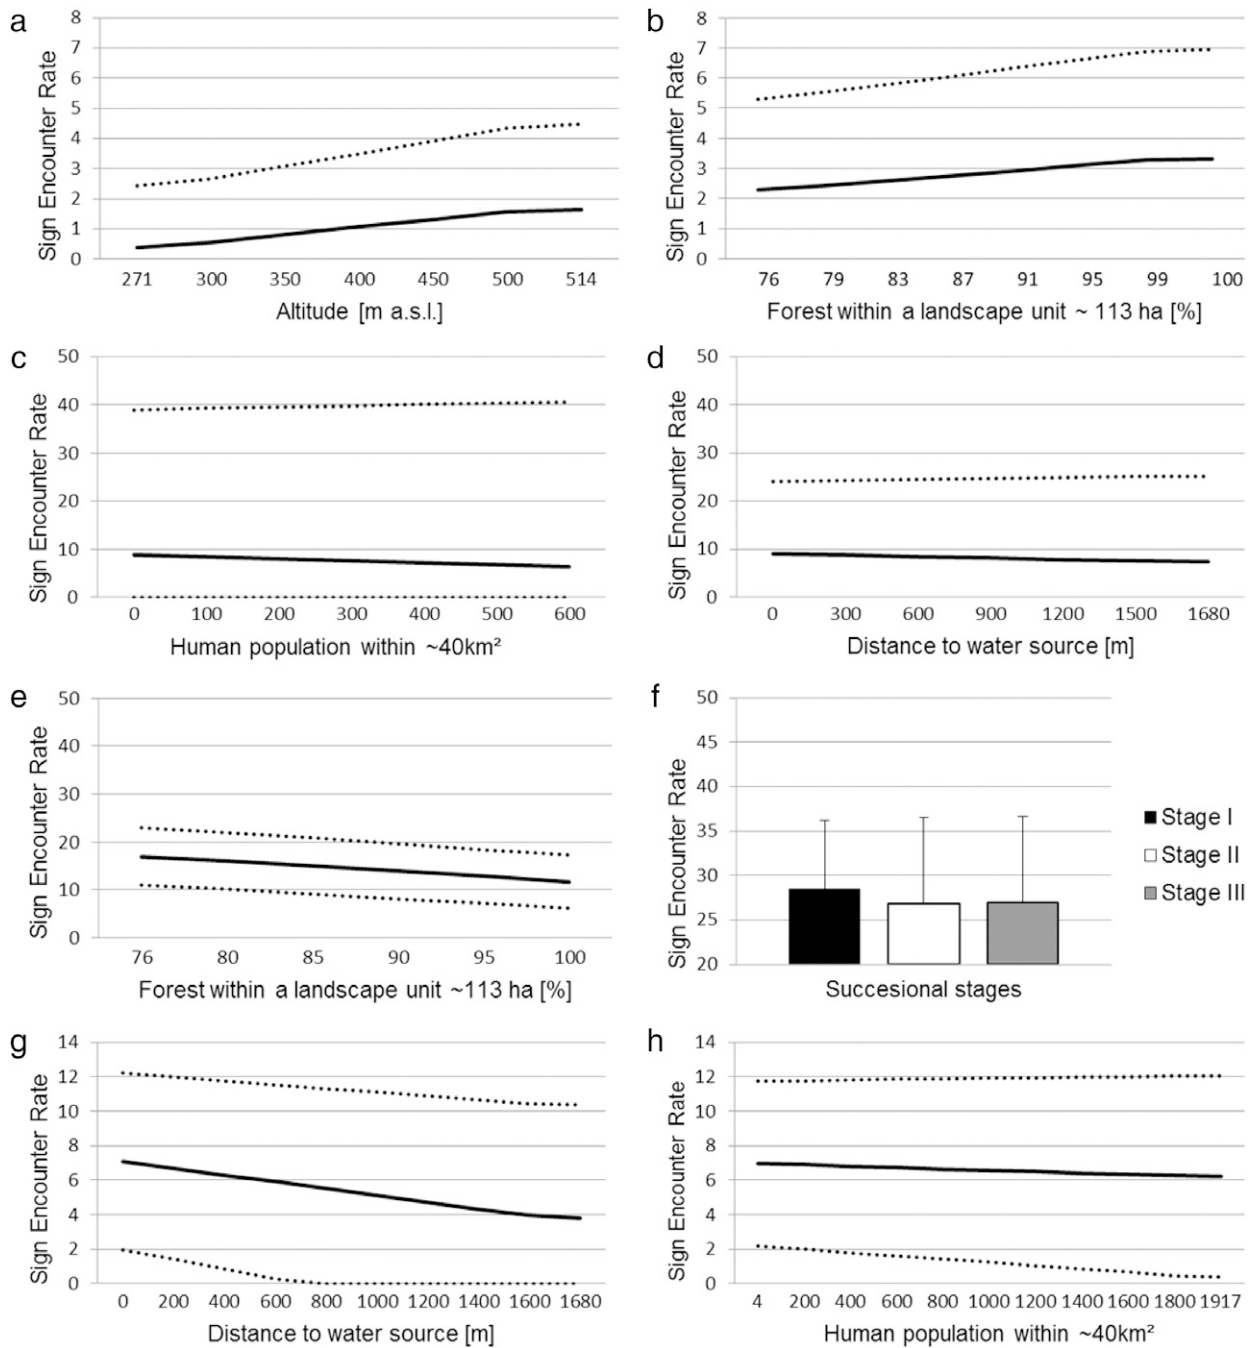 a
8
7
6
5
4
3
2
1
0
Sign Encounter Rate
271 300 350 400 450 500 514
Altitude [m a.s.l.]
b
8
7
6
5
4
3
2
1
0
Sign Encounter Rate
76 79 83 87 91 95 99 100
Forest within a landscape unit ~ 113 ha [%]
c
50
40
30
20
10
0
Sign Encounter Rate
0 100 200 300 400 500 600
Human population within ~40km²
d
50
40
30
20
10
0
Sign Encounter Rate
0 300 600 900 1200 1500 1680
Distance to water source [m]
e
50
40
30
20
10
0
Sign Encounter Rate
76 80 85 90 95 100
Forest within a landscape unit ~113 ha [%]
f
50
45
40
35
30
25
20
Sign Encounter Rate
Succesional stages
Stage I
Stage II
Stage III
g
14
12
10
8
6
4
2
0
Sign Encounter Rate
0 200 400 600 800 1000 1200 1400 1600 1680
Distance to water source [m]
h
14
12
10
8
6
4
2
0
Sign Encounter Rate
4 200 400 600 800 1000 1200 1400 1600 1800 1917
Human population within ~40km²